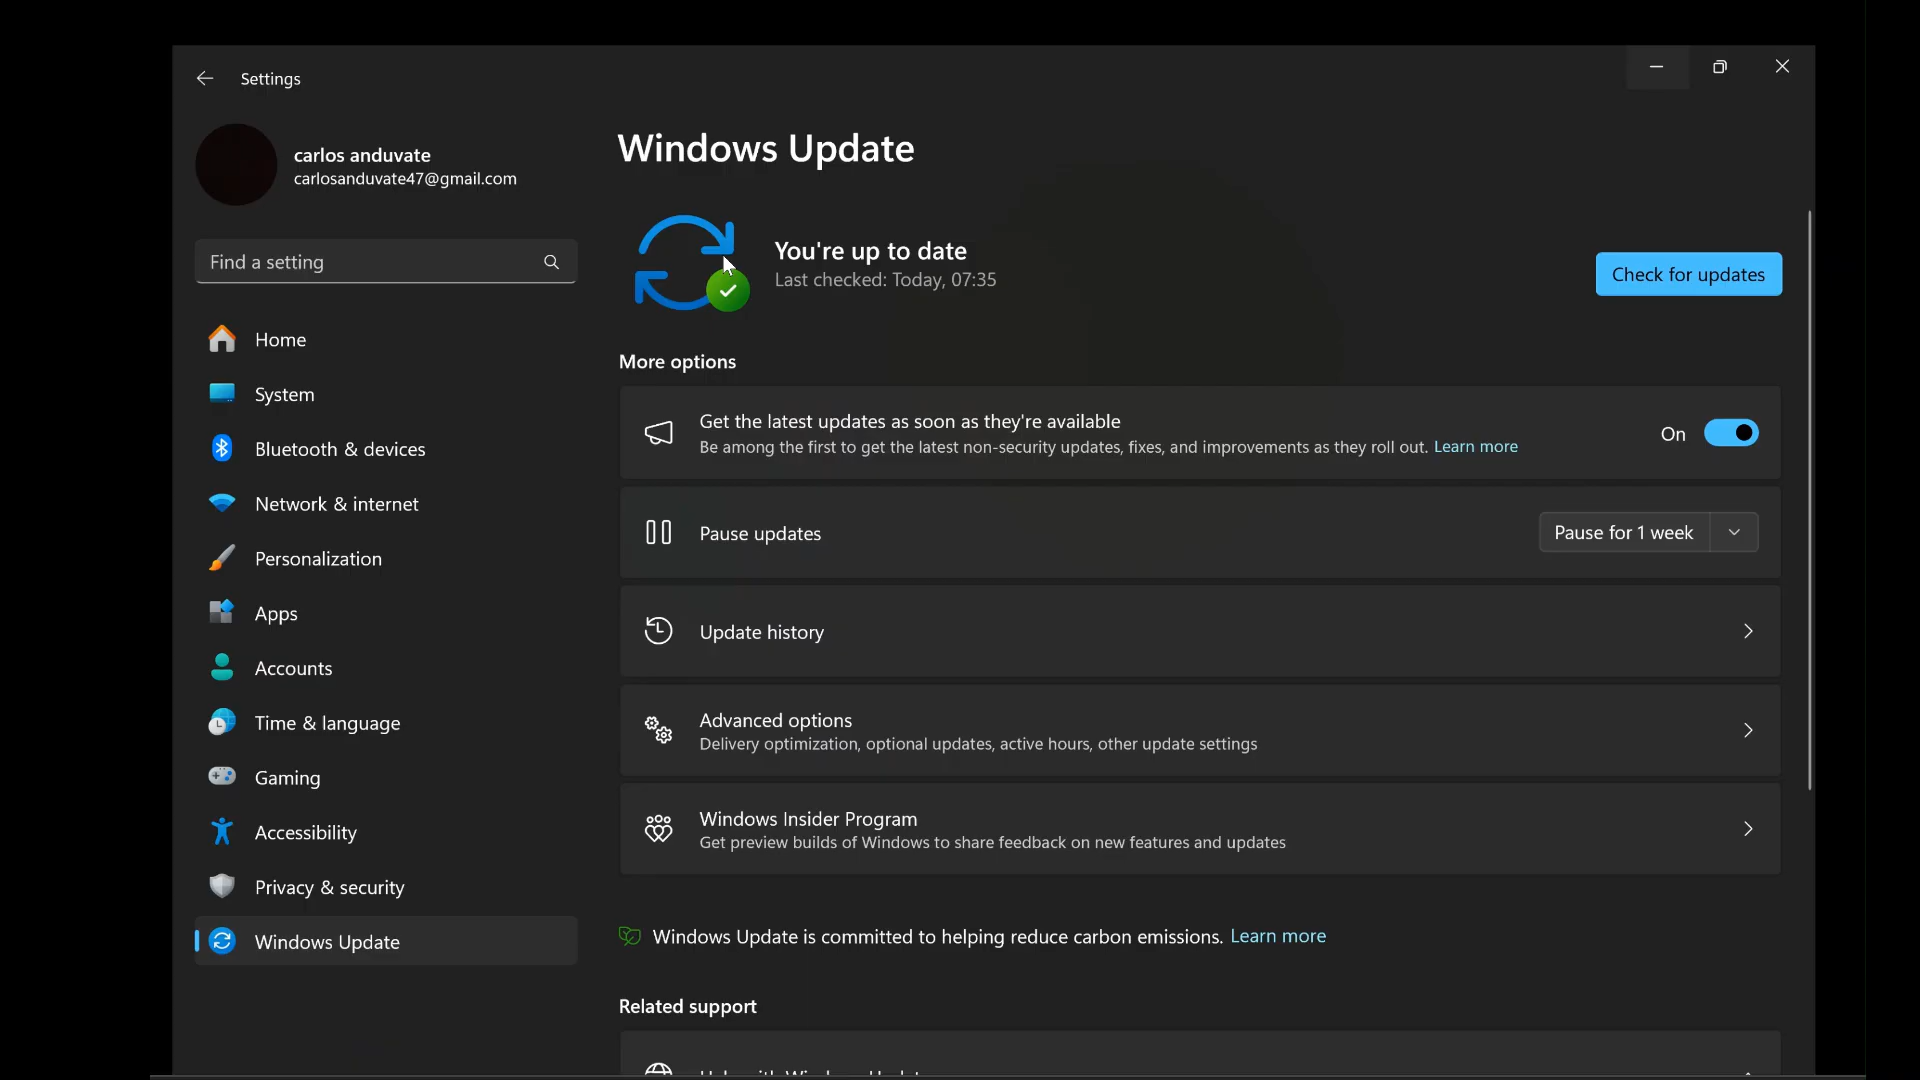 Settings
carlos anduvate
carlosanduvate47@gmail.com
Find a setting
Home
System
Bluetooth & devices
Network & internet
Personalization
Apps
Accounts
Time & language
Gaming
Accessibility
Privacy & security
Windows Update
Windows Update
You're up to date
Last checked: Today, 07:35
Check for updates
More options
Get the latest updates as soon as they're available
Be among the first to get the latest non-security updates, fixes, and improvements as they roll out. Learn more
On
Pause updates
Pause for 1 week
Update history
Advanced options
Delivery optimization, optional updates, active hours, other update settings
Windows Insider Program
Get preview builds of Windows to share feedback on new features and updates
Windows Update is committed to helping reduce carbon emissions. Learn more
Related support